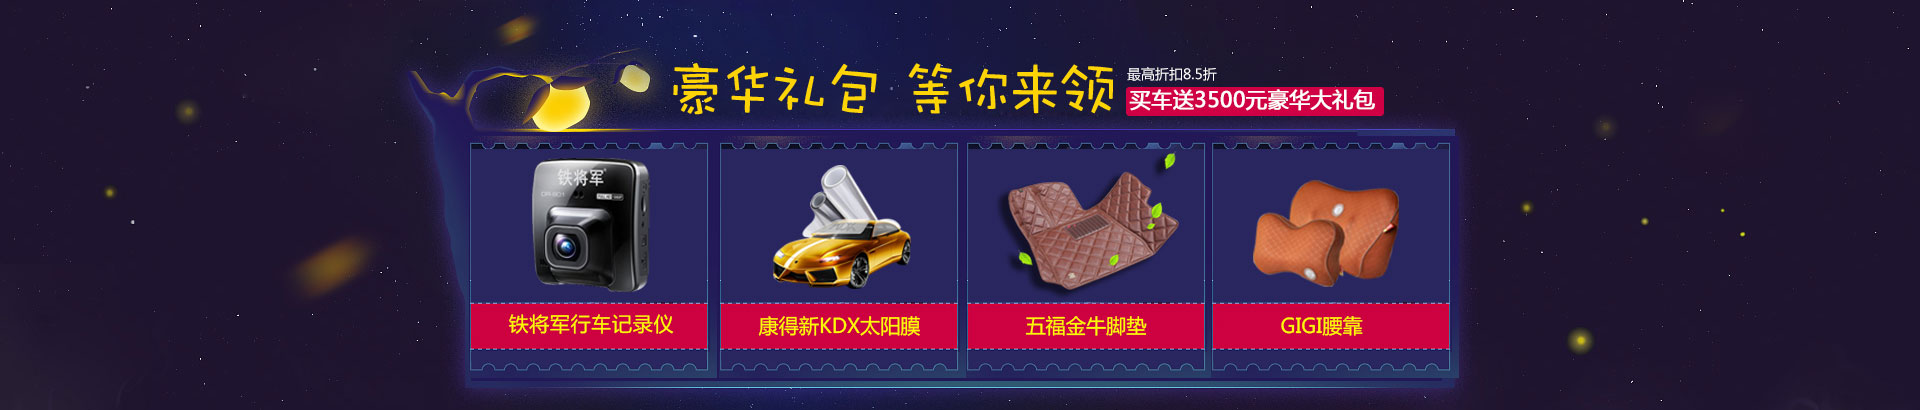 豪华礼包 等你来领
最高折扣8.5折
买车送3500元豪华大礼包
铁将军
铁将军行车记录仪
康得新KDX太阳膜
五福金牛脚垫
GIGI腰靠